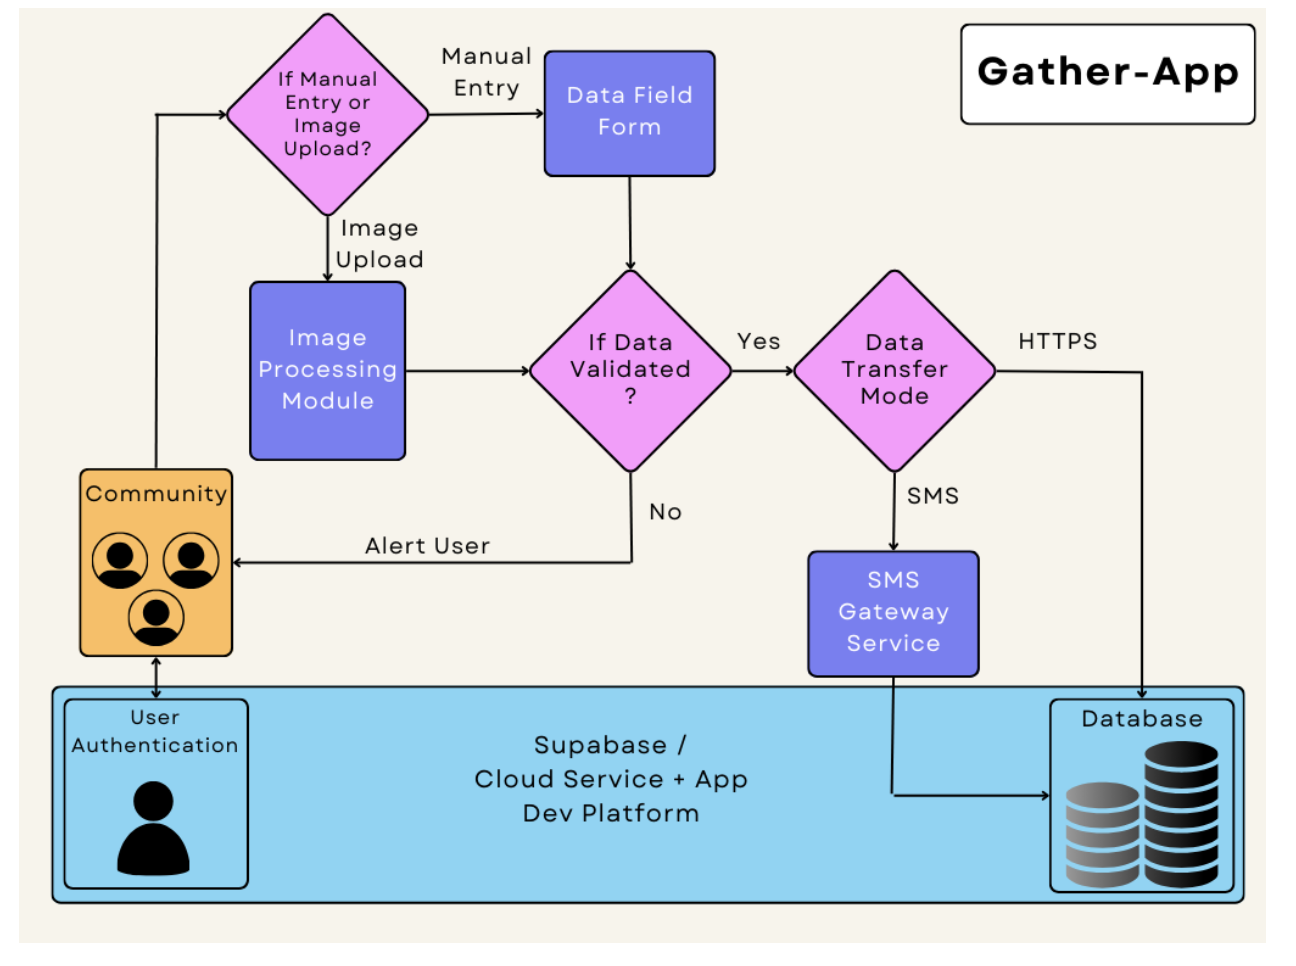 Gather-App
If Manual
Entry or
Image
Upload?
Manual
Entry
Data Field
Form
Image
Upload
Image
Processing
Module
If Data
Validated
?
Yes
Data
Transfer
Mode
HTTPS
No
Alert User
SMS
SMS
Gateway
Service
Community
User
Authentication
Supabase /
Cloud Service + App
Dev Platform
Database